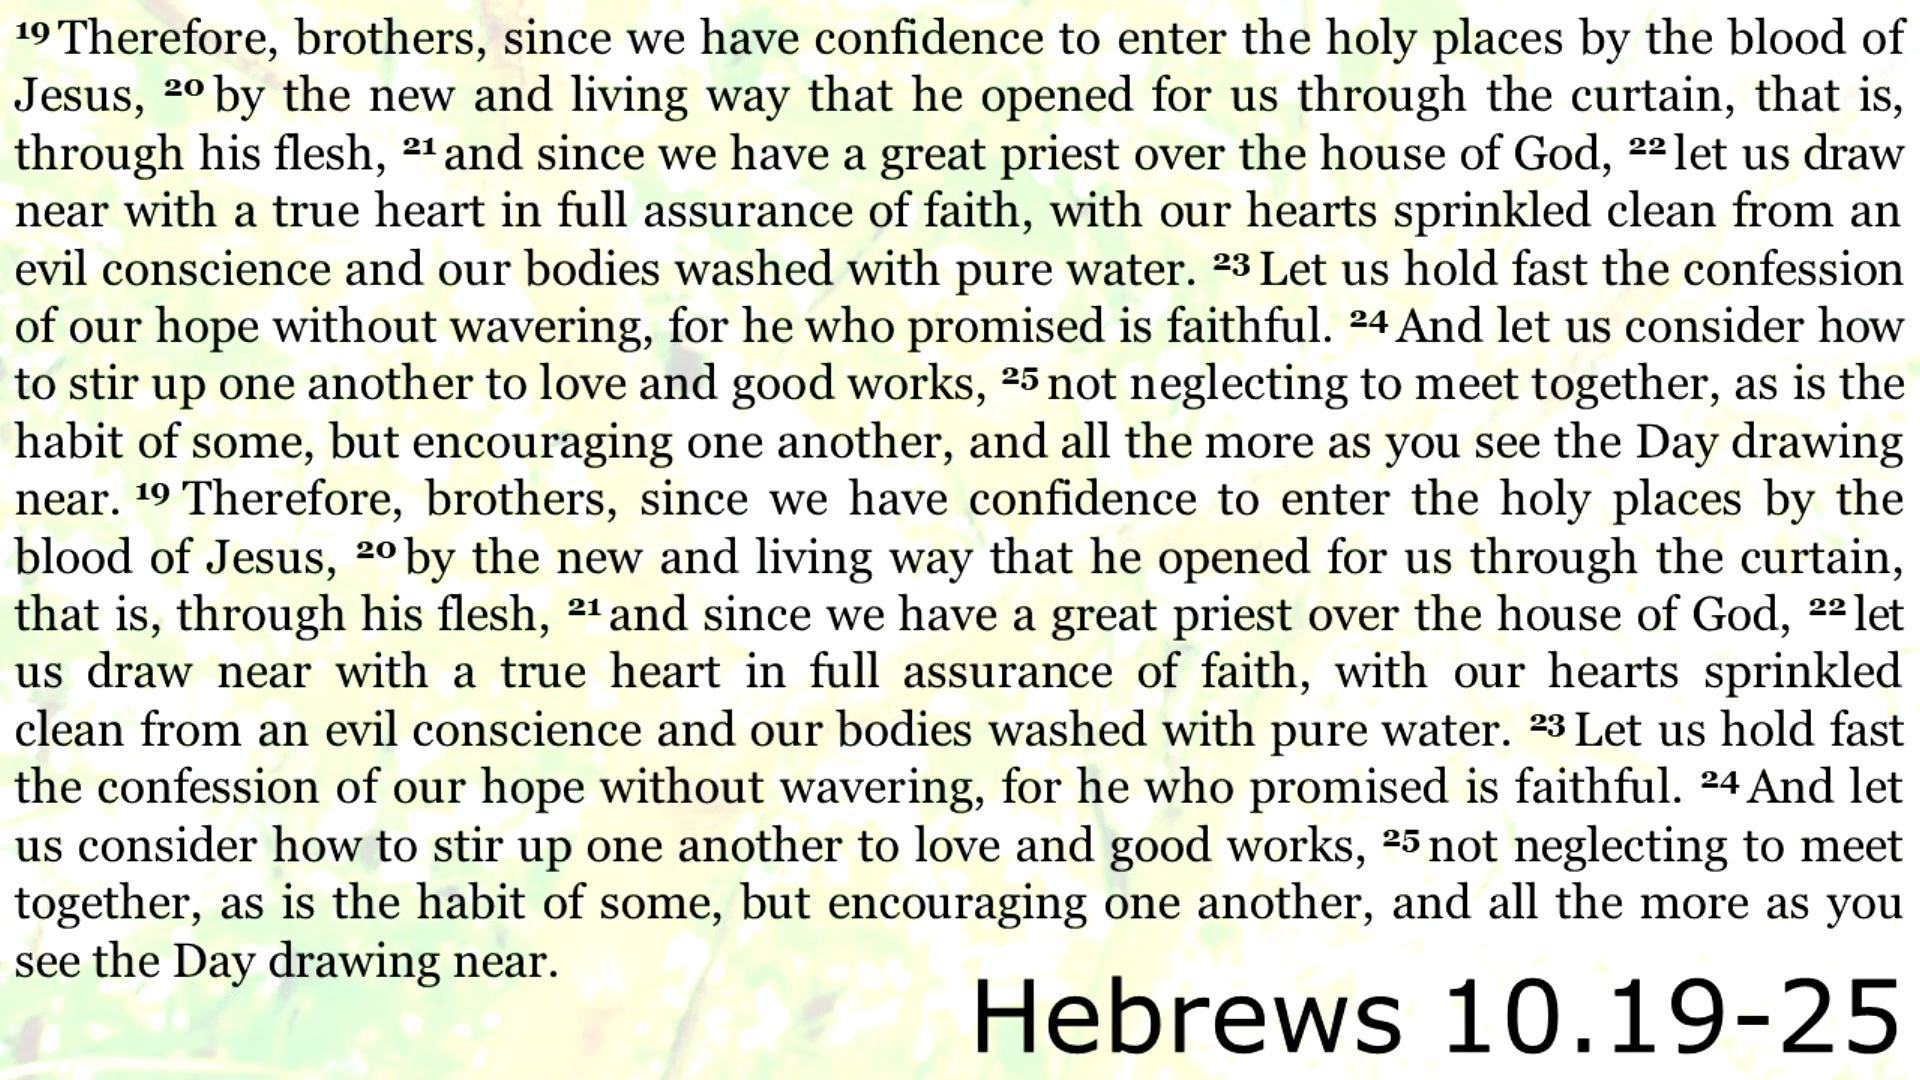 19 Therefore, brothers, since we have confidence to enter the holy places by the blood of
Jesus, 20 by the new and living way that he opened for us through the curtain, that is,
through his flesh, 21 and since we have a great priest over the house of God, 22 let us draw
near with a true heart in full assurance of faith, with our hearts sprinkled clean from an
evil conscience and our bodies washed with pure water. 23 Let us hold fast the confession
of our hope without wavering, for he who promised is faithful. 24 And let us consider how
to stir up one another to love and good works, 25 not neglecting to meet together, as is the
habit of some, but encouraging one another, and all the more as you see the Day drawing
near. 19 Therefore, brothers, since we have confidence to enter the holy places by the
blood of Jesus, 20 by the new and living way that he opened for us through the curtain,
that is, through his flesh, 21 and since we have a great priest over the house of God, 22 let
us draw near with a true heart in full assurance of faith, with our hearts sprinkled
clean from an evil conscience and our bodies washed with pure water. 23 Let us hold fast
the confession of our hope without wavering, for he who promised is faithful. 24 And let
us consider how to stir up one another to love and good works, 25 not neglecting to meet
together, as is the habit of some, but encouraging one another, and all the more as you
see the Day drawing near.
Hebrews 10.19-25